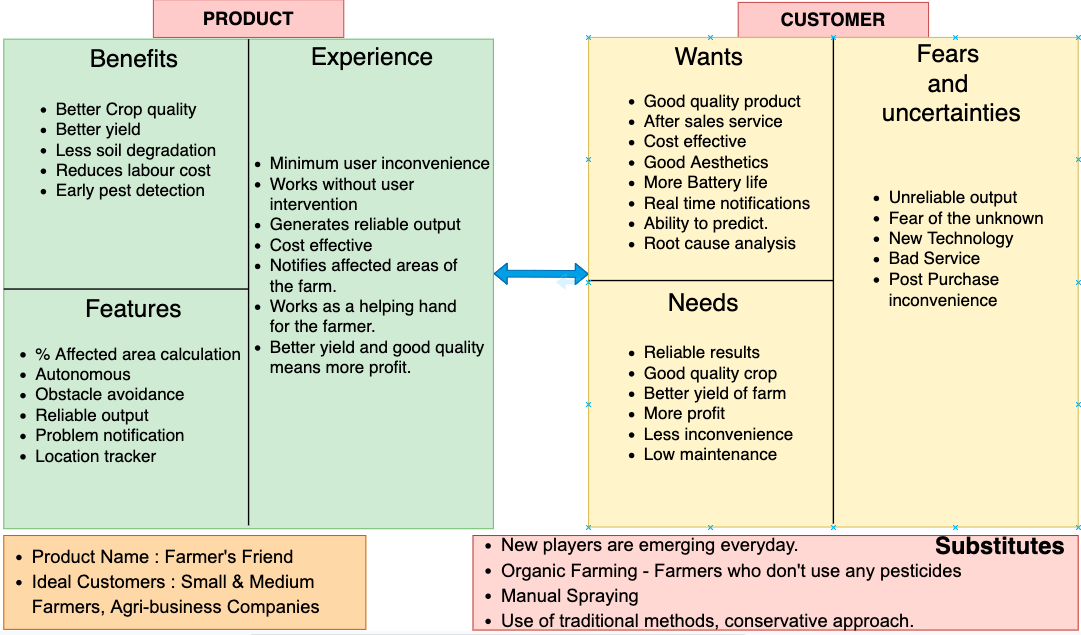 PRODUCT
Benefits
• Better Crop quality
• Better yield
• Less soil degradation
• Reduces labour cost
• Early pest detection
Experience
• Minimum user inconvenience
• Works without user
intervention
• Generates reliable output
• Cost effective
• Notifies affected areas of
the farm.
• Works as a helping hand
for the farmer.
• Better yield and good quality
means more profit.
Features
• % Affected area calculation
• Autonomous
• Obstacle avoidance
• Reliable output
• Problem notification
• Location tracker
CUSTOMER
Wants
• Good quality product
• After sales service
• Cost effective
• Good Aesthetics
• More Battery life
• Real time notifications
• Ability to predict.
• Root cause analysis
Fears
and
uncertainties
• Unreliable output
• Fear of the unknown
• New Technology
• Bad Service
• Post Purchase
inconvenience
Needs
• Reliable results
• Good quality crop
• Better yield of farm
• More profit
• Less inconvenience
• Low maintenance
• Product Name : Farmer's Friend
• Ideal Customers : Small & Medium
Farmers, Agri-business Companies
Substitutes
• New players are emerging everyday.
• Organic Farming - Farmers who don't use any pesticides
• Manual Spraying
• Use of traditional methods, conservative approach.